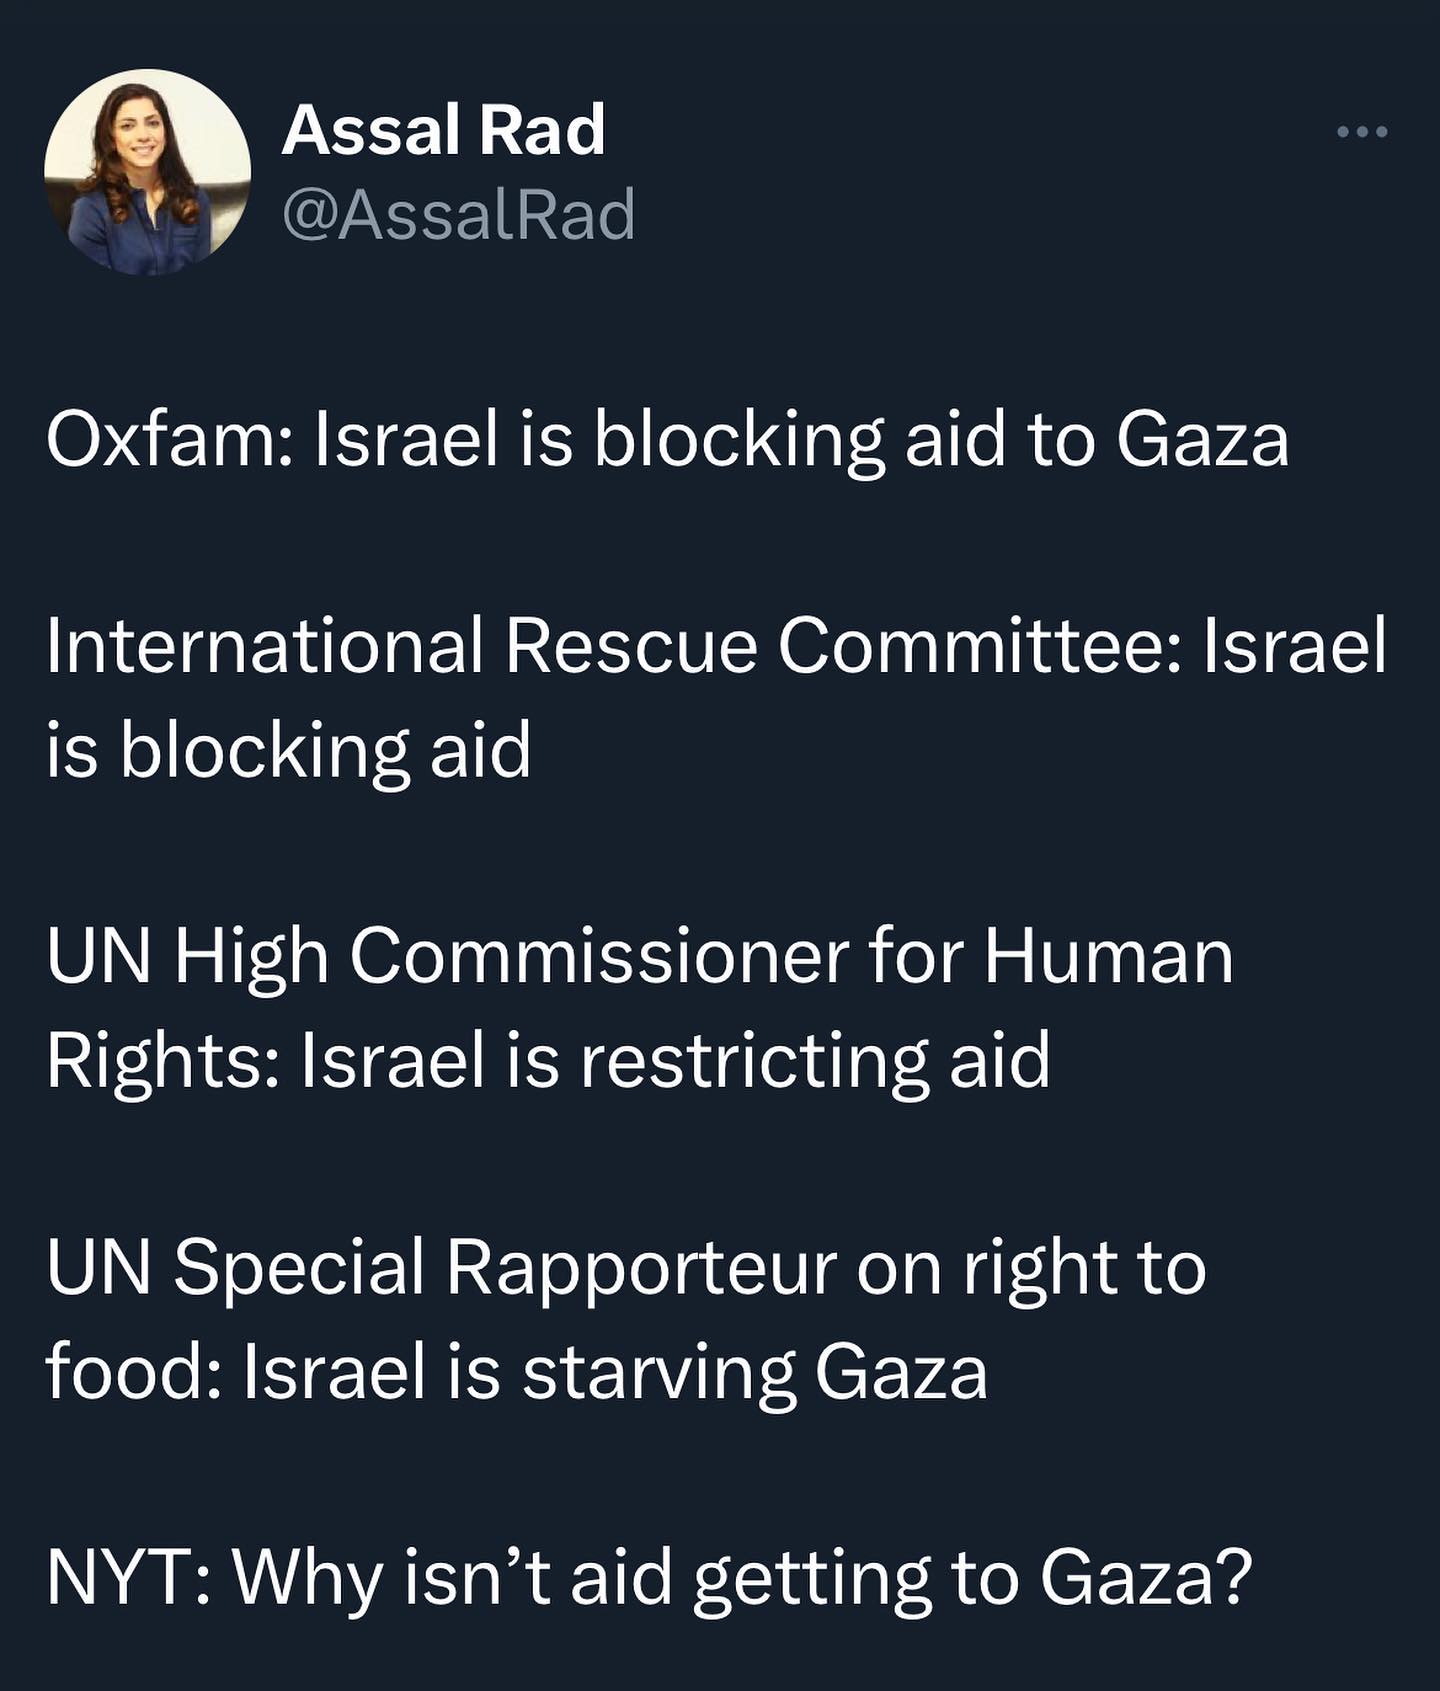 Assal Rad
@AssalRad
Oxfam: Israel is blocking aid to Gaza
International Rescue Committee: Israel
is blocking aid
UN High Commissioner for Human
Rights: Israel is restricting aid
UN Special Rapporteur on right to
food: Israel is starving Gaza
NYT: Why isn’t aid getting to Gaza?